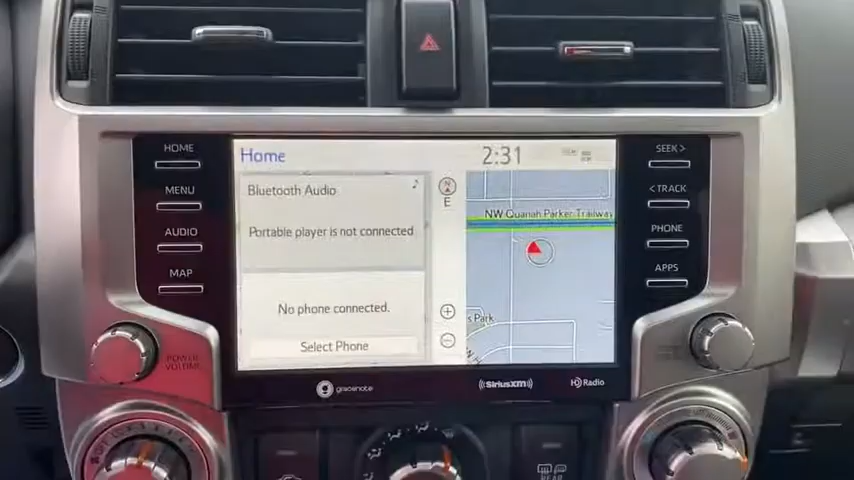 HOME
MENU
AUDIO
MAP
POWER
VOLUME
Home
2:31
Bluetooth Audio
Portable player is not connected
No phone connected.
Select Phone
N
E
NW Quanah Parker Trailway
s Park
SEEK >
< TRACK
PHONE
APPS
gracenote
SiriusXM
HD Radio
REAR